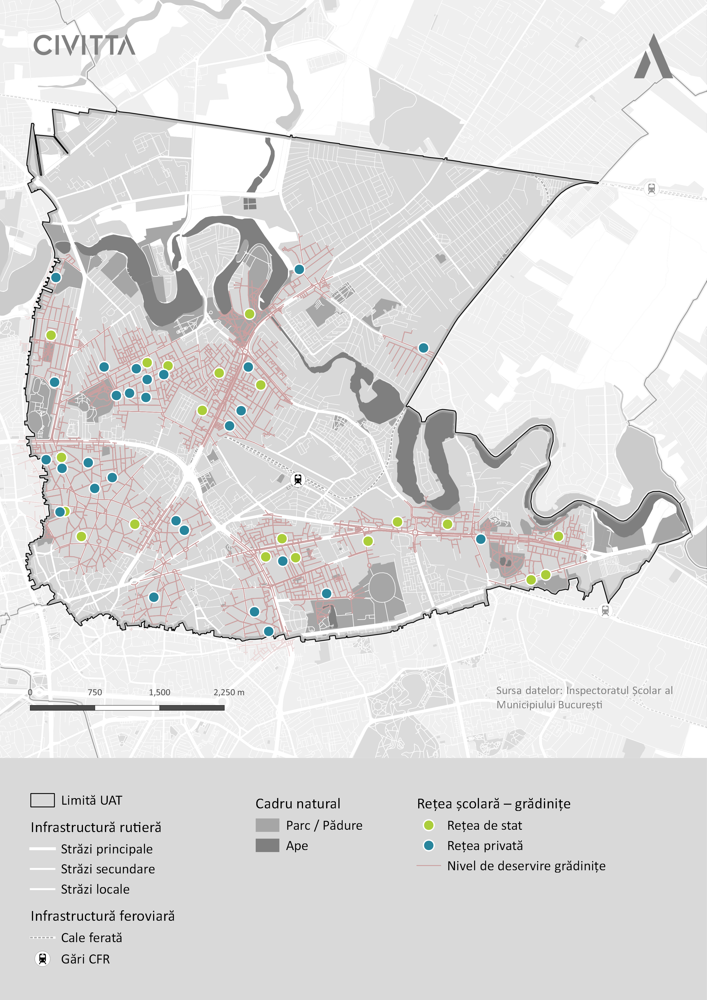 CIVITTA
0 750 1,500 2,250 m
Sursa datelor: Inspectoratul Școlar al
Municipiului București
Limită UAT
Infrastructură rutieră
Străzi principale
Străzi secundare
Străzi locale
Infrastructură feroviară
Cale ferată
Gări CFR
Cadru natural
Parc / Pădure
Ape
Rețea școlară – grădinițe
Rețea de stat
Rețea privată
Nivel de deservire grădinițe